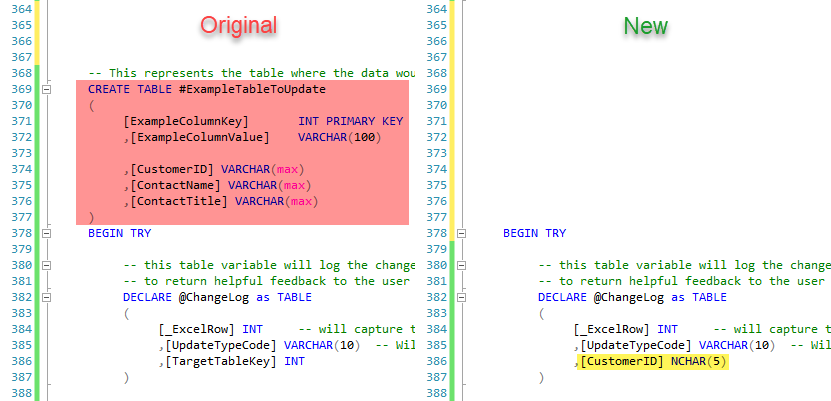 Original
364
365
366
367
368 -- This represents the table where the data wou
369 CREATE TABLE #ExampleTableToUpdate
370 (
371 [ExampleColumnKey] INT PRIMARY KEY
372 ,[ExampleColumnValue] VARCHAR(100)
373
374 ,[CustomerID] VARCHAR(max)
375 ,[ContactName] VARCHAR(max)
376 ,[ContactTitle] VARCHAR(max)
377 )
378 BEGIN TRY
379
380 -- this table variable will log the change
381 -- to return helpful feedback to the user
382 DECLARE @ChangeLog as TABLE
383 (
384 [_ExcelRow] INT -- will capture t
385 ,[UpdateTypeCode] VARCHAR(10) -- Wil
386 ,[TargetTableKey] INT
387 )
388
New
364
365
366
367
368
369
370
371
372
373
374
375
376
377
378 BEGIN TRY
379
380 -- this table variable will log the change
381 -- to return helpful feedback to the user
382 DECLARE @ChangeLog as TABLE
383 (
384 [_ExcelRow] INT -- will capture t
385 ,[UpdateTypeCode] VARCHAR(10) -- Wil
386 ,[CustomerID] NCHAR(5)
387 )
388